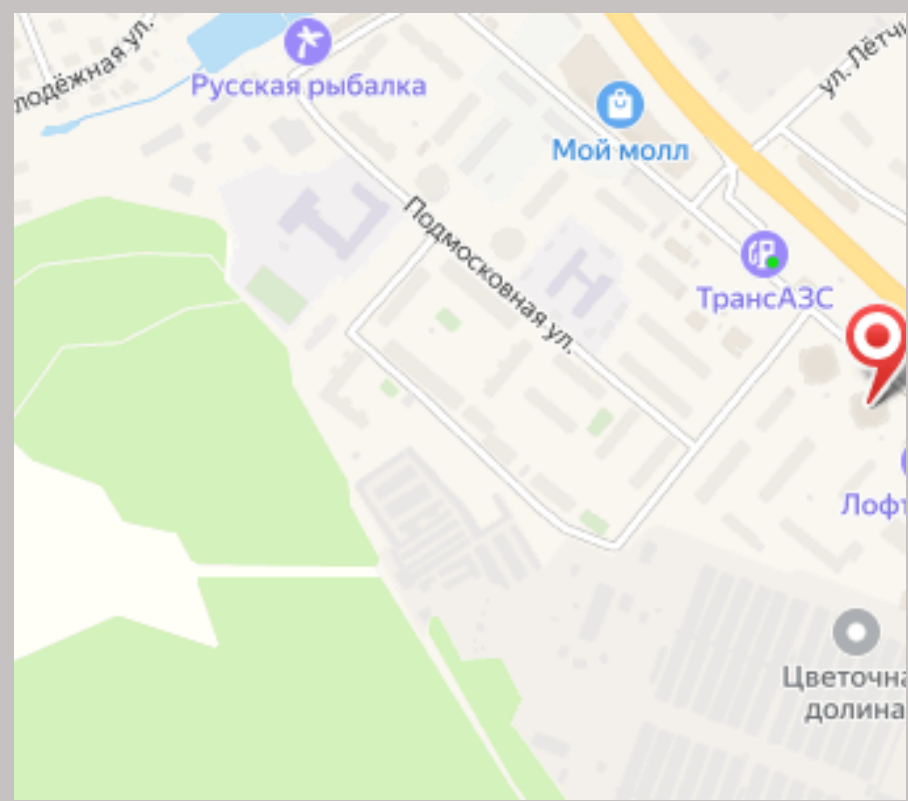 лодёжная ул.
ул. Лётчи
Русская рыбалка
Мой молл
Подмосковная ул.
ТрансАЗС
Лофт
Цветочна
долина